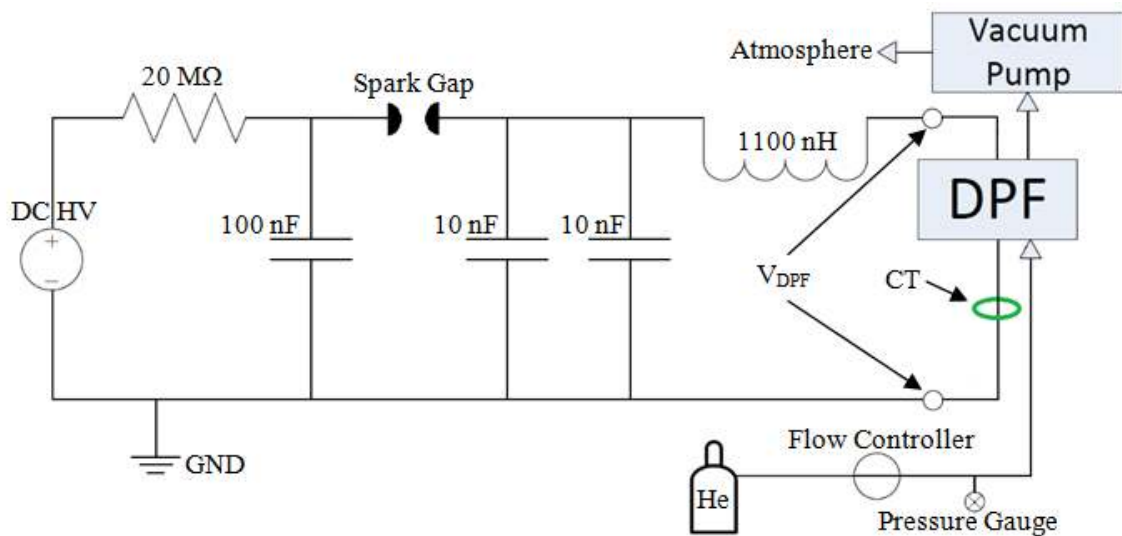 Vacuum
Pump
Atmosphere
20 MΩ
Spark Gap
1100 nH
DPF
DC HV
+
−
100 nF
10 nF
10 nF
V_DPF
CT
GND
Flow Controller
He
Pressure Gauge